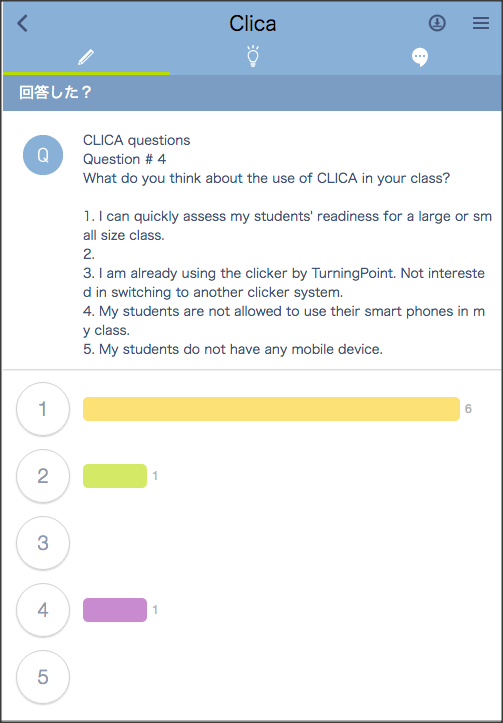 Clica
回答した？
Q
CLICA questions
Question # 4
What do you think about the use of CLICA in your class?
1. I can quickly assess my students' readiness for a large or sm
all size class.
2.
3. I am already using the clicker by TurningPoint. Not intereste
d in switching to another clicker system.
4. My students are not allowed to use their smart phones in m
y class.
5. My students do not have any mobile device.
1 6
2 1
3
4 1
5